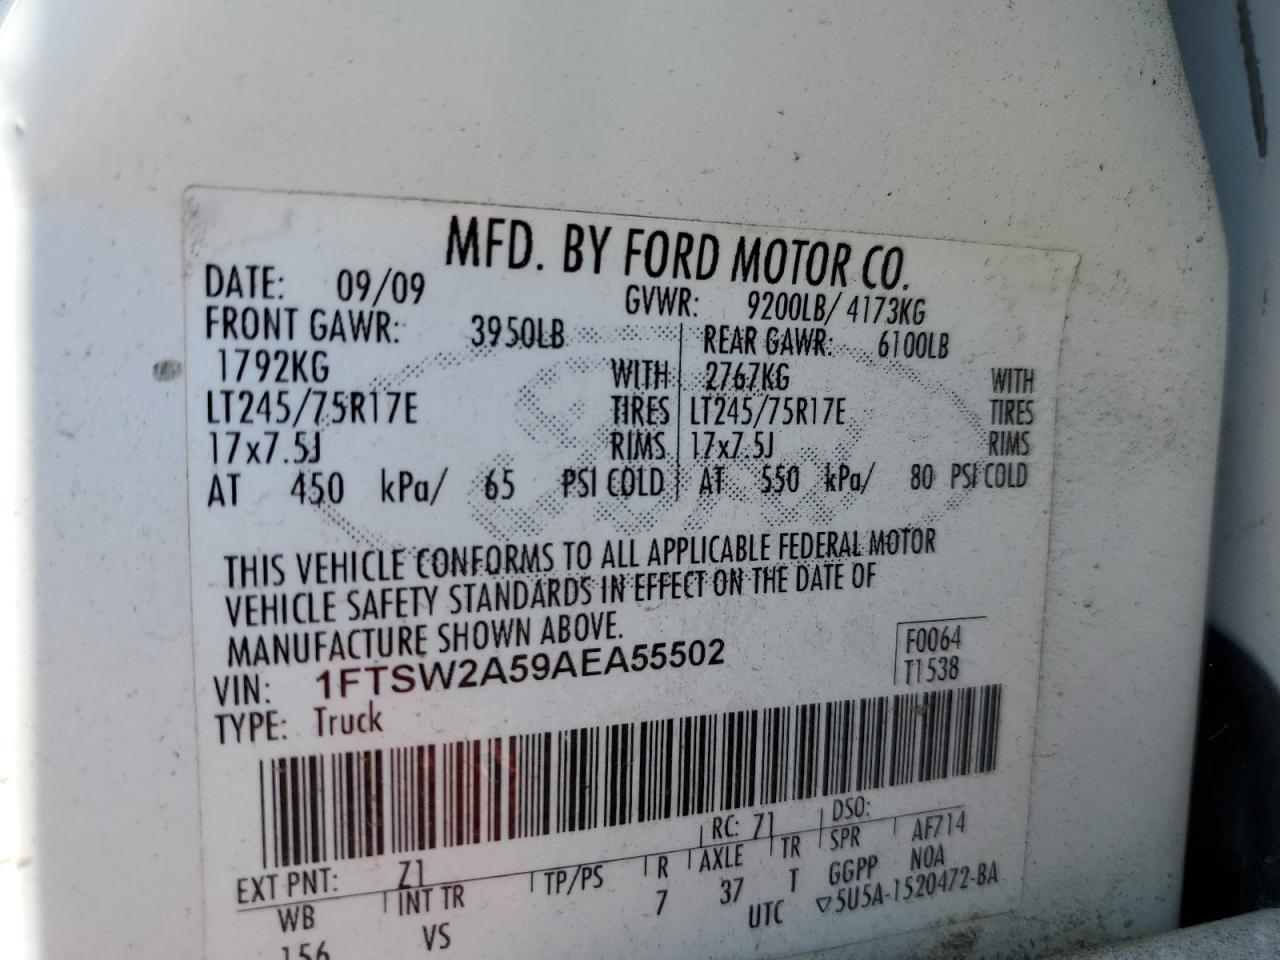 MFD. BY FORD MOTOR CO.
DATE: 09/09 GVWR: 9200LB/ 4173KG
FRONT GAWR: 3950LB REAR GAWR: 6100LB
1792KG WITH 2767KG WITH
LT245/75R17E TIRES LT245/75R17E TIRES
17x7.5J RIMS 17x7.5J RIMS
AT 450 kPa/ 65 PSI COLD AT 550 kPa/ 80 PSI COLD
THIS VEHICLE CONFORMS TO ALL APPLICABLE FEDERAL MOTOR
VEHICLE SAFETY STANDARDS IN EFFECT ON THE DATE OF
MANUFACTURE SHOWN ABOVE.
VIN: 1FTSW2A59AEA55502 F0064
TYPE: Truck T1538
EXT PNT: Z1 RC: 71 DSO:
WB INT TR TP/PS R AXLE TR SPR AF714
156 VS 7 37 T GGPP NOA
UTC ▽5U5A-1520472-BA